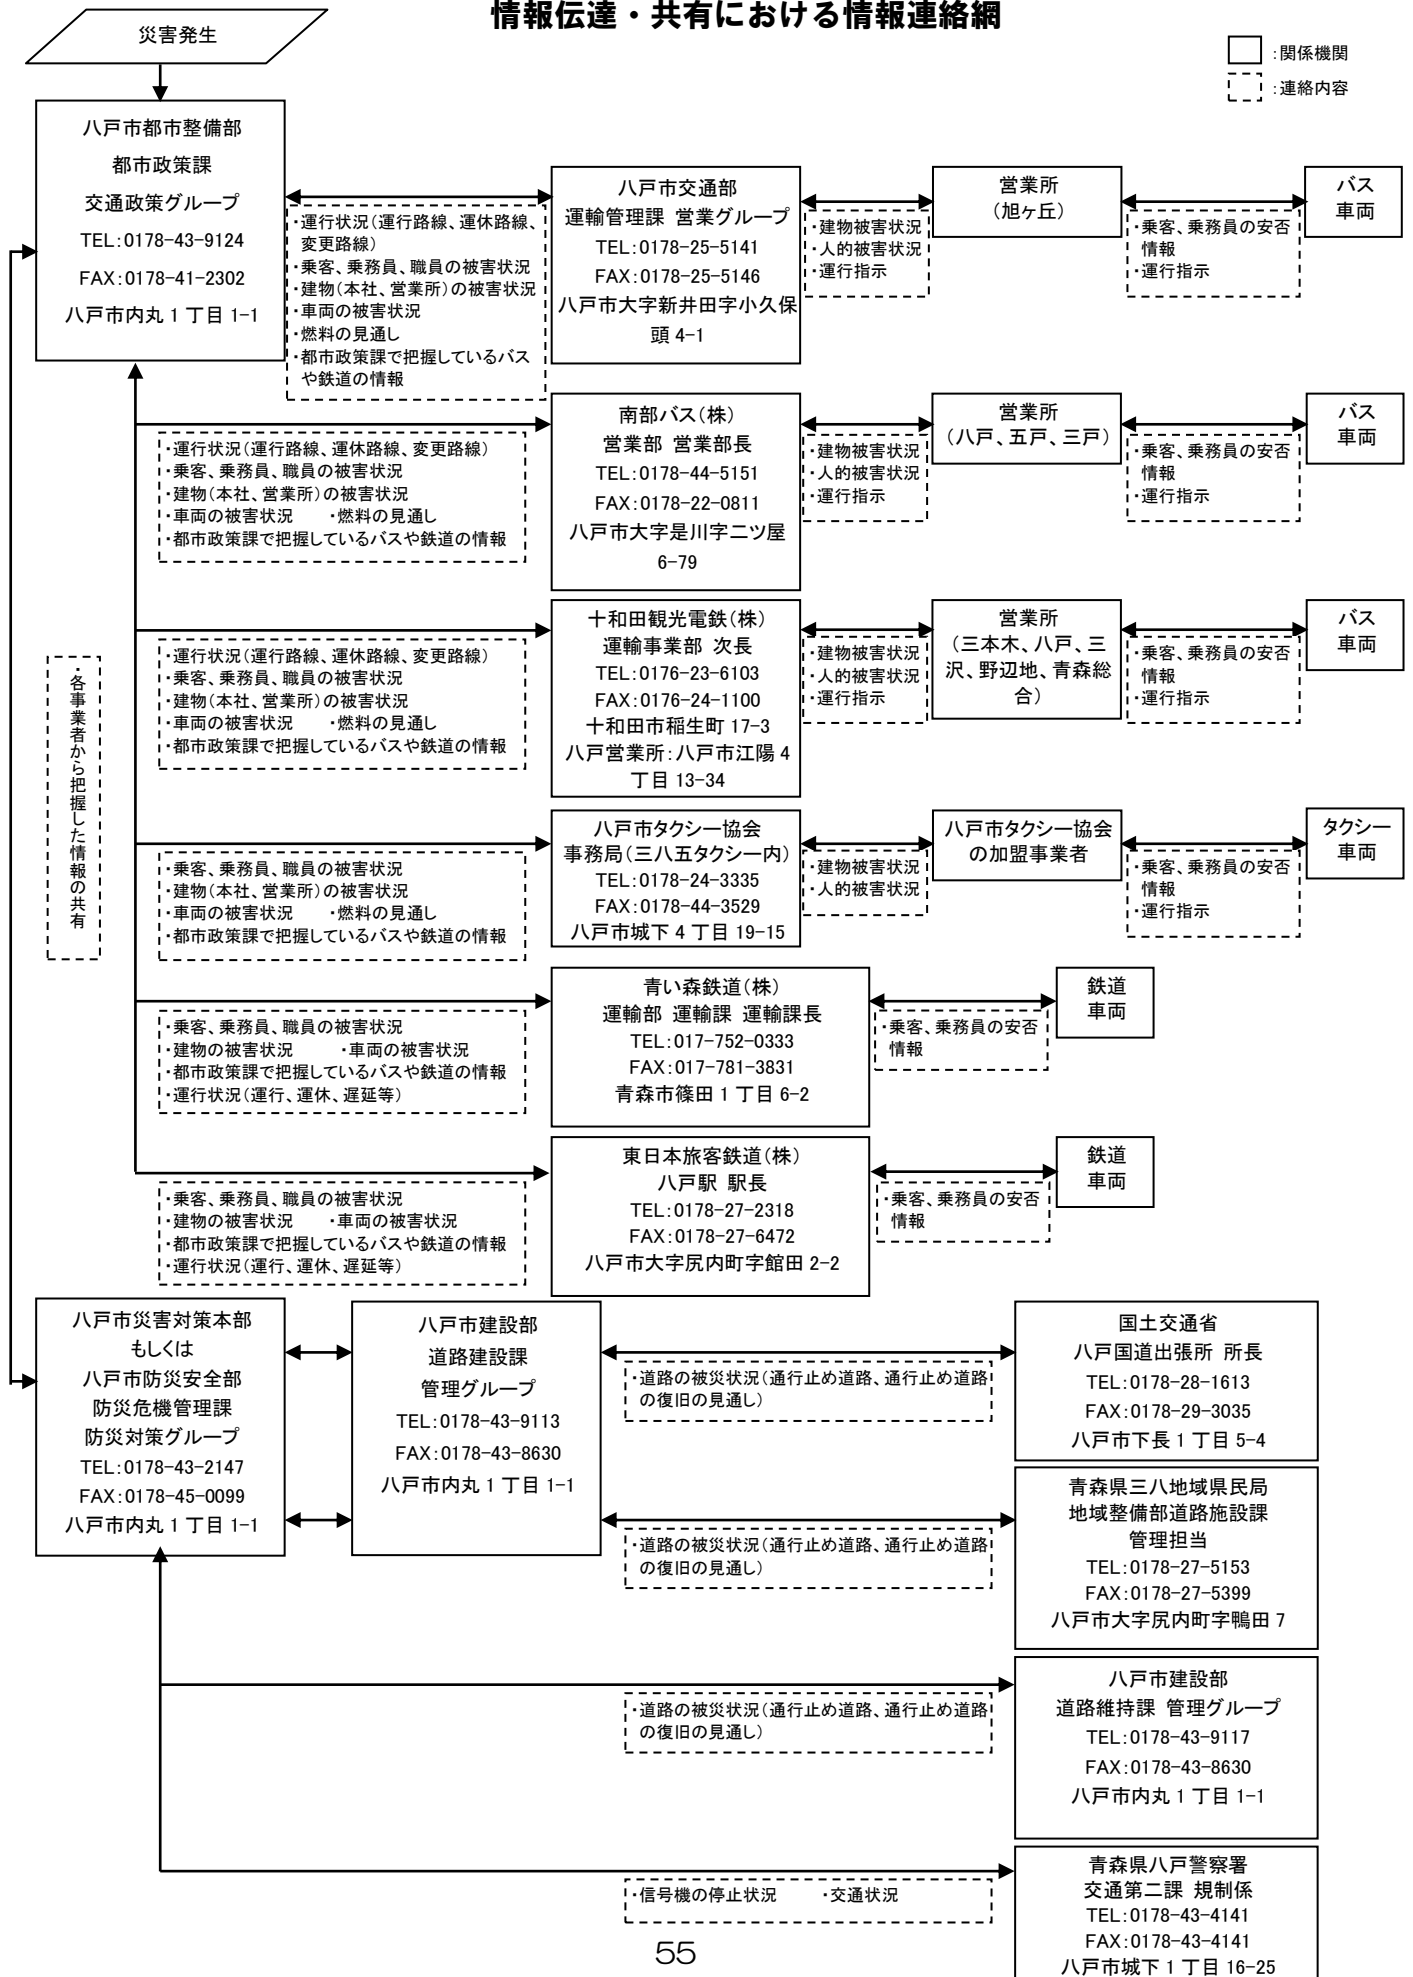 情報伝達・共有における情報連絡網
災害発生
:関係機関
:連絡内容
八戸市都市整備部
都市政策課
交通政策グループ
TEL:0178-43-9124
FAX:0178-41-2302
八戸市内丸 1 丁目 1-1
・運行状況(運行路線、運休路線、
変更路線)
・乗客、乗務員、職員の被害状況
・建物(本社、営業所)の被害状況
・車両の被害状況
・燃料の見通し
・都市政策課で把握しているバス
や鉄道の情報
八戸市交通部
運輸管理課 営業グループ
TEL:0178-25-5141
FAX:0178-25-5146
八戸市大字新井田字小久保
頭 4-1
・建物被害状況
・人的被害状況
・運行指示
営業所
(旭ヶ丘)
・乗客、乗務員の安否
情報
・運行指示
バス
車両
・運行状況(運行路線、運休路線、変更路線)
・乗客、乗務員、職員の被害状況
・建物(本社、営業所)の被害状況
・車両の被害状況 ・燃料の見通し
・都市政策課で把握しているバスや鉄道の情報
南部バス(株)
営業部 営業部長
TEL:0178-44-5151
FAX:0178-22-0811
八戸市大字是川字二ツ屋
6-79
・建物被害状況
・人的被害状況
・運行指示
営業所
(八戸、五戸、三戸)
・乗客、乗務員の安否
情報
・運行指示
バス
車両
・各事業者から把握した情報の共有
・運行状況(運行路線、運休路線、変更路線)
・乗客、乗務員、職員の被害状況
・建物(本社、営業所)の被害状況
・車両の被害状況 ・燃料の見通し
・都市政策課で把握しているバスや鉄道の情報
十和田観光電鉄(株)
運輸事業部 次長
TEL:0176-23-6103
FAX:0176-24-1100
十和田市稲生町 17-3
八戸営業所:八戸市江陽 4
丁目 13-34
・建物被害状況
・人的被害状況
・運行指示
営業所
(三本木、八戸、三
沢、野辺地、青森総
合)
・乗客、乗務員の安否
情報
・運行指示
バス
車両
・乗客、乗務員、職員の被害状況
・建物(本社、営業所)の被害状況
・車両の被害状況 ・燃料の見通し
・都市政策課で把握しているバスや鉄道の情報
八戸市タクシー協会
事務局(三八五タクシー内)
TEL:0178-24-3335
FAX:0178-44-3529
八戸市城下 4 丁目 19-15
・建物被害状況
・人的被害状況
八戸市タクシー協会
の加盟事業者
・乗客、乗務員の安否
情報
・運行指示
タクシー
車両
・乗客、乗務員、職員の被害状況
・建物の被害状況 ・車両の被害状況
・都市政策課で把握しているバスや鉄道の情報
・運行状況(運行、運休、遅延等)
青い森鉄道(株)
運輸部 運輸課 運輸課長
TEL:017-752-0333
FAX:017-781-3831
青森市篠田 1 丁目 6-2
・乗客、乗務員の安否
情報
鉄道
車両
・乗客、乗務員、職員の被害状況
・建物の被害状況 ・車両の被害状況
・都市政策課で把握しているバスや鉄道の情報
・運行状況(運行、運休、遅延等)
東日本旅客鉄道(株)
八戸駅 駅長
TEL:0178-27-2318
FAX:0178-27-6472
八戸市大字尻内町字館田 2-2
・乗客、乗務員の安否
情報
鉄道
車両
八戸市災害対策本部
もしくは
八戸市防災安全部
防災危機管理課
防災対策グループ
TEL:0178-43-2147
FAX:0178-45-0099
八戸市内丸 1 丁目 1-1
八戸市建設部
道路建設課
管理グループ
TEL:0178-43-9113
FAX:0178-43-8630
八戸市内丸 1 丁目 1-1
・道路の被災状況(通行止め道路、通行止め道路
の復旧の見通し)
国土交通省
八戸国道出張所 所長
TEL:0178-28-1613
FAX:0178-29-3035
八戸市下長 1 丁目 5-4
・道路の被災状況(通行止め道路、通行止め道路
の復旧の見通し)
青森県三八地域県民局
地域整備部道路施設課
管理担当
TEL:0178-27-5153
FAX:0178-27-5399
八戸市大字尻内町字鴨田 7
・道路の被災状況(通行止め道路、通行止め道路
の復旧の見通し)
八戸市建設部
道路維持課 管理グループ
TEL:0178-43-9117
FAX:0178-43-8630
八戸市内丸 1 丁目 1-1
・信号機の停止状況 ・交通状況
青森県八戸警察署
交通第二課 規制係
TEL:0178-43-4141
FAX:0178-43-4141
八戸市城下 1 丁目 16-25
55